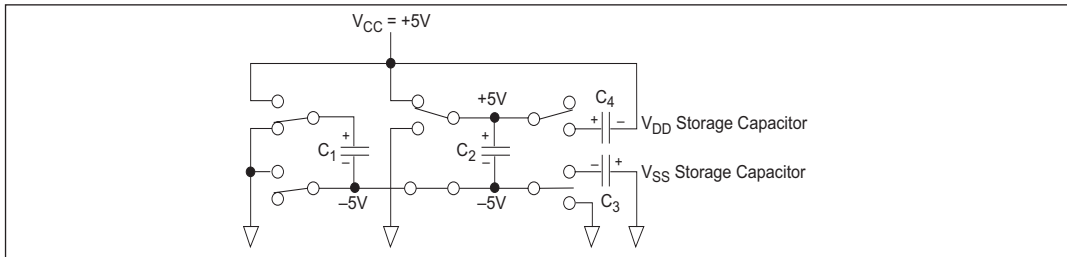 V_CC = +5V
+5V
C_4
+ –
V_DD Storage Capacitor
+
C_1
–
+
C_2
–
– +
V_SS Storage Capacitor
C_3
–5V
–5V